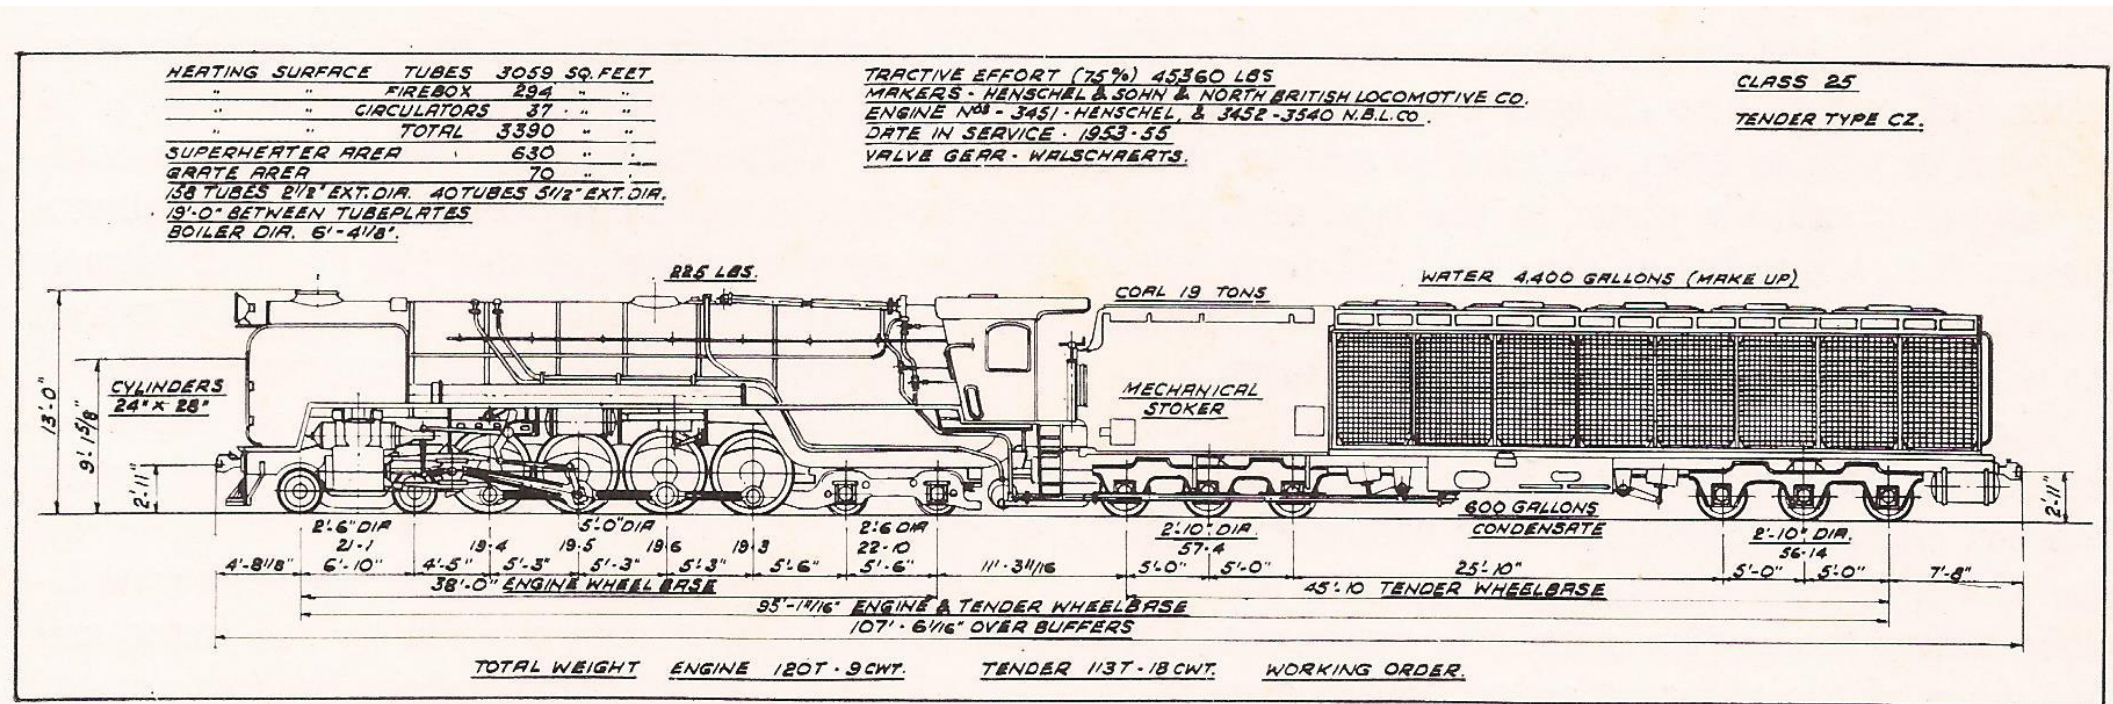 HEATING SURFACE TUBES 3059 SQ. FEET
" " FIREBOX 294 " "
" " CIRCULATORS 37 " "
" " TOTAL 3390 " "
SUPERHEATER AREA 630 " "
GRATE AREA 70 " "
158 TUBES 2 1/2" EXT. DIA. 40 TUBES 5 1/2" EXT. DIA.
19'-0" BETWEEN TUBEPLATES
BOILER DIA. 6'-4 1/8".
TRACTIVE EFFORT (75%) 45360 LBS
MAKERS - HENSCHEL & SOHN & NORTH BRITISH LOCOMOTIVE CO.
ENGINE Nos - 3451 - HENSCHEL, & 3452-3540 N.B.L. CO.
DATE IN SERVICE - 1953-55
VALVE GEAR - WALSCHAERTS.
CLASS 25
TENDER TYPE CZ.
225 LBS.
COAL 19 TONS
WATER 4,400 GALLONS (MAKE UP)
13'-0"
9'-1 5/8"
2'-11"
CYLINDERS
24" X 28"
MECHANICAL
STOKER
2'-11"
600 GALLONS
CONDENSATE
2'-6" DIA 5'-0" DIA 2'-6 DIA 2'-10" DIA. 2'-10" DIA.
21-1 19-4 19-5 19-6 19-3 22-10 57-4 56-14
4'-8 1/8" 6'-10" 4'-5" 5'-3" 5'-3" 5'-3" 5'-6" 5'-6" 11'-3 11/16 5'-0" 5'-0" 25'-10" 5'-0" 5'-0" 7'-8"
38'-0" ENGINE WHEEL BASE 45'-10 TENDER WHEELBASE
95'-1 11/16" ENGINE & TENDER WHEELBASE
107'-6 1/16" OVER BUFFERS
TOTAL WEIGHT ENGINE 120T - 9 CWT. TENDER 113T - 18 CWT. WORKING ORDER.